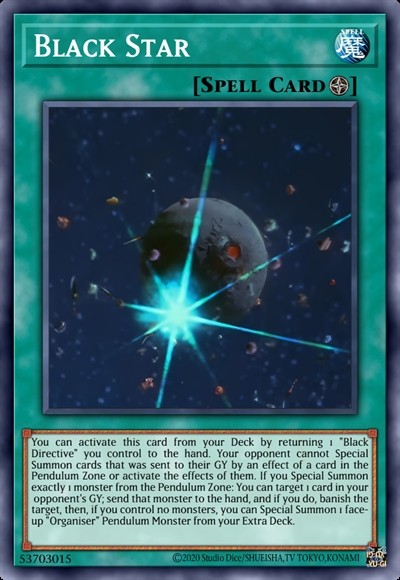 BLACK STAR
SPELL
魔
[SPELL CARD]
You can activate this card from your Deck by returning 1 "Black
Directive" you control to the hand. Your opponent cannot Special
Summon cards that was sent to their GY by an effect of a card in the
Pendulum Zone or activate the effects of them. If you Special Summon
exactly 1 monster from the Pendulum Zone: You can target 1 card in your
opponent's GY; send that monster to the hand, and if you do, banish the
target, then, if you control no monsters, you can Special Summon 1 face-
up "Organiser" Pendulum Monster from your Extra Deck.
53703015
©2020 Studio Dice/SHUEISHA,TV TOKYO,KONAMI